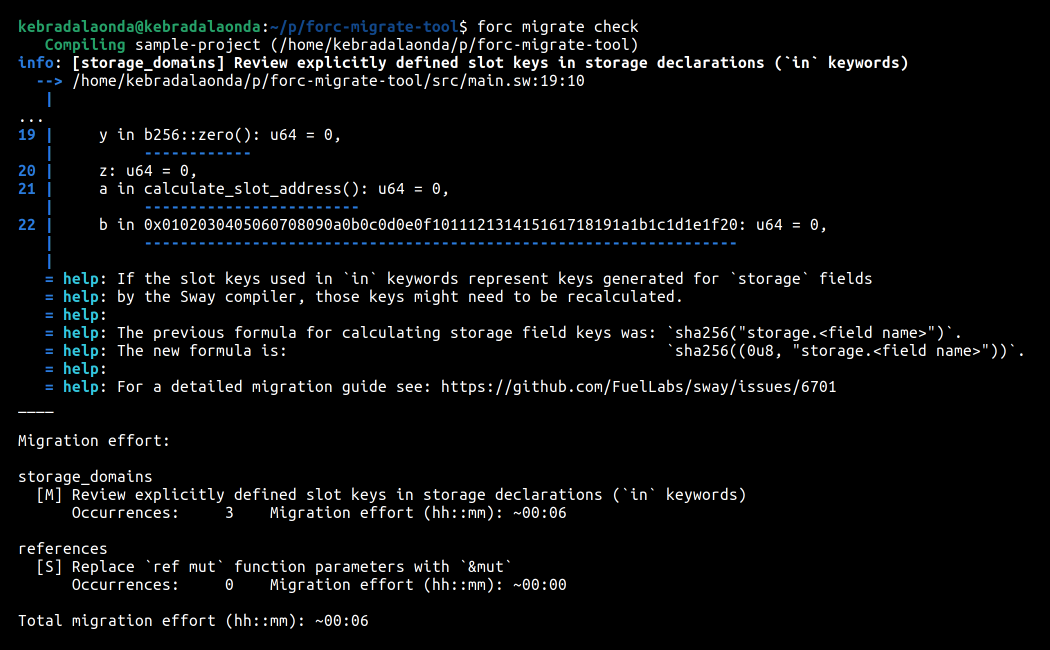 kebradalaonda@kebradalaonda:~/p/forc-migrate-tool$ forc migrate check
   Compiling sample-project (/home/kebradalaonda/p/forc-migrate-tool)
info: [storage_domains] Review explicitly defined slot keys in storage declarations (`in` keywords)
  --> /home/kebradalaonda/p/forc-migrate-tool/src/main.sw:19:10
   |
...
19 |     y in b256::zero(): u64 = 0,
   |          ------------
20 |     z: u64 = 0,
21 |     a in calculate_slot_address(): u64 = 0,
   |          ------------------------
22 |     b in 0x0102030405060708090a0b0c0d0e0f101112131415161718191a1b1c1d1e1f20: u64 = 0,
   |          ------------------------------------------------------------------
   |
   = help: If the slot keys used in `in` keywords represent keys generated for `storage` fields
   = help: by the Sway compiler, those keys might need to be recalculated.
   = help:
   = help: The previous formula for calculating storage field keys was: `sha256("storage.<field name>")`.
   = help: The new formula is:                                          `sha256((0u8, "storage.<field name>"))`.
   = help:
   = help: For a detailed migration guide see: https://github.com/FuelLabs/sway/issues/6701
____
Migration effort:
storage_domains
  [M] Review explicitly defined slot keys in storage declarations (`in` keywords)
      Occurrences:     3    Migration effort (hh::mm): ~00:06
references
  [S] Replace `ref mut` function parameters with `&mut`
      Occurrences:     0    Migration effort (hh::mm): ~00:00
Total migration effort (hh::mm): ~00:06